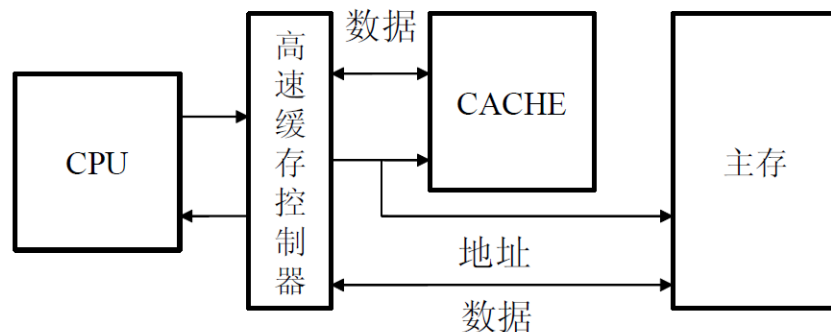 CPU
高速缓存控制器
数据
CACHE
主存
地址
数据